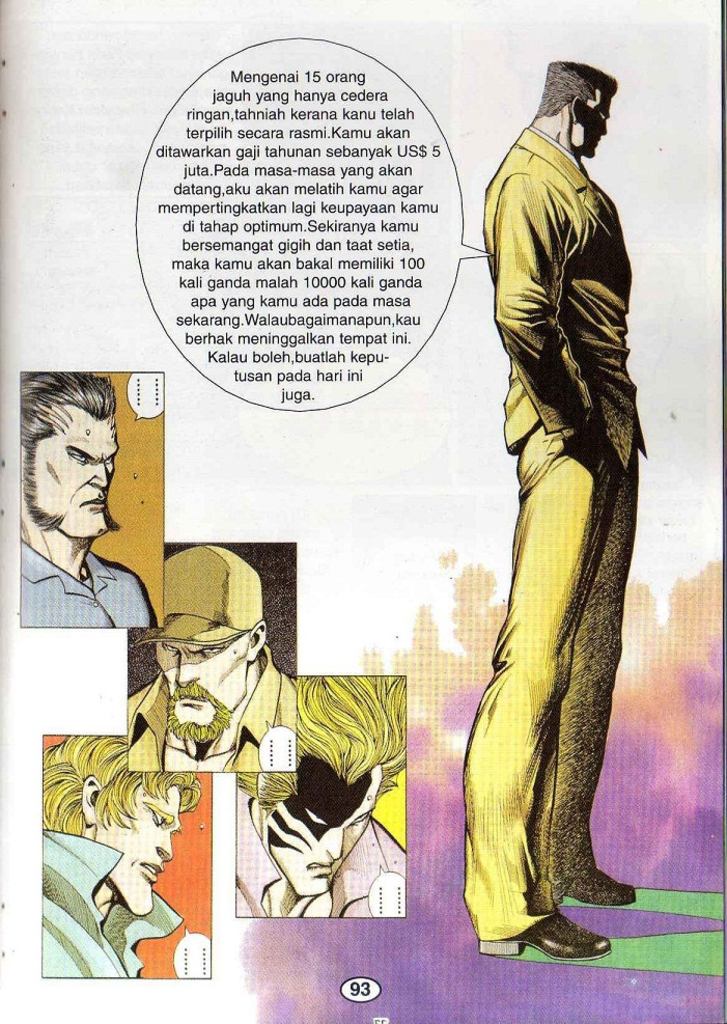 Mengenai 15 orang
jaguh yang hanya cedera
ringan,tahniah kerana kanu telah
terpilih secara rasmi.Kamu akan
ditawarkan gaji tahunan sebanyak US$ 5
juta.Pada masa-masa yang akan
datang,aku akan melatih kamu agar
mempertingkatkan lagi keupayaan kamu
di tahap optimum.Sekiranya kamu
bersemangat gigih dan taat setia,
maka kamu akan bakal memiliki 100
kali ganda malah 10000 kali ganda
apa yang kamu ada pada masa
sekarang.Walaubagaimanapun,kau
berhak meninggalkan tempat ini.
Kalau boleh,buatlah kepu-
tusan pada hari ini
juga.
93